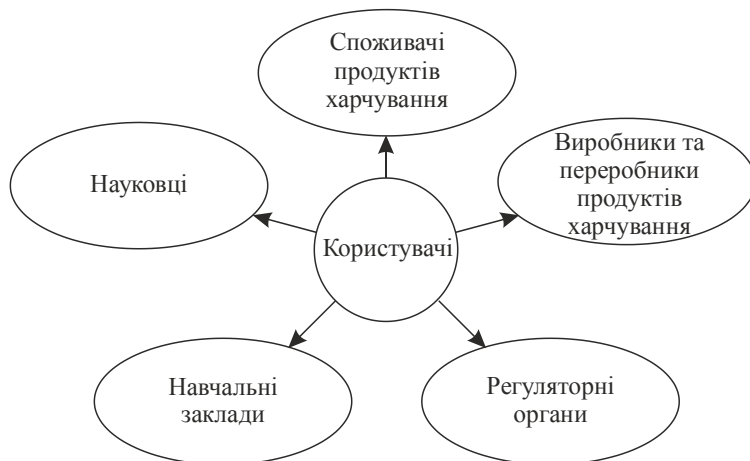 Споживачі
продуктів
харчування
Виробники та
переробники
продуктів
харчування
Науковці
Користувачі
Навчальні
заклади
Регуляторні
органи